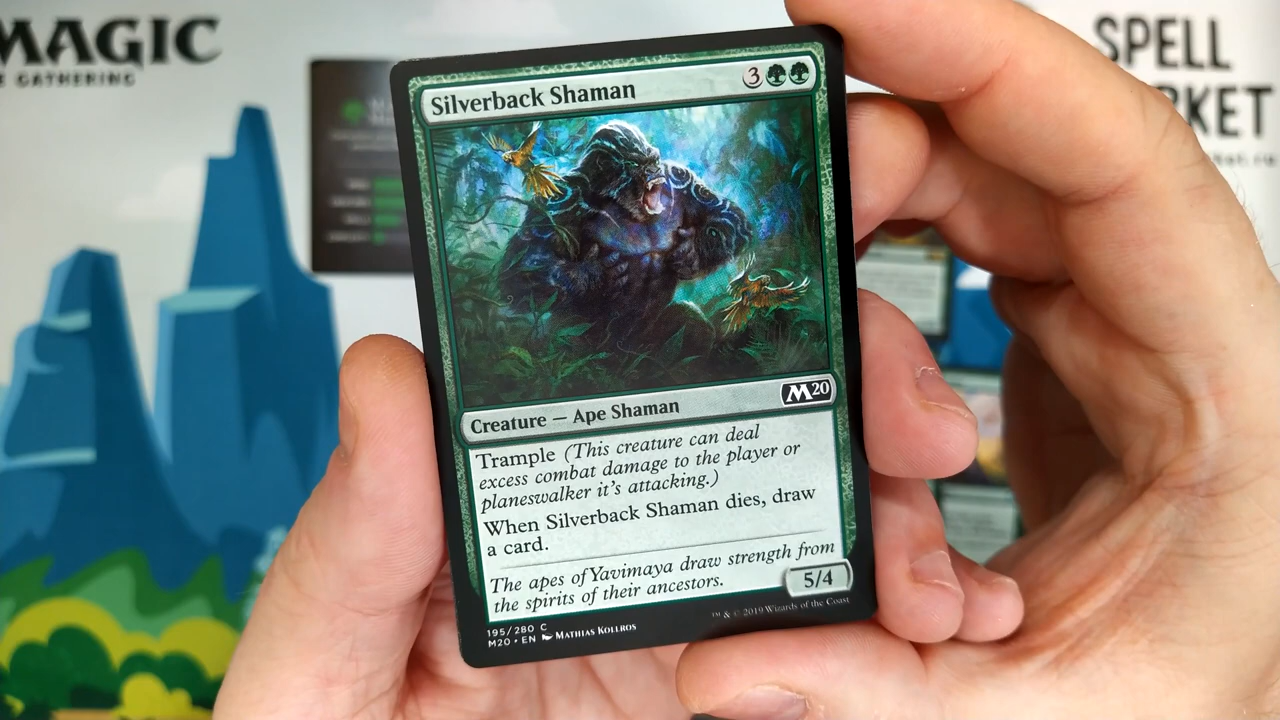 MAGIC
GATHERING
SPELL
Silverback Shaman
3
M20
Creature — Ape Shaman
Trample (This creature can deal
excess combat damage to the player or
planeswalker it's attacking.)
When Silverback Shaman dies, draw
a card.
The apes of Yavimaya draw strength from
the spirits of their ancestors.
5/4
195/280 C
M20 • EN Mathias Kollros
™ & © 2019 Wizards of the Coast